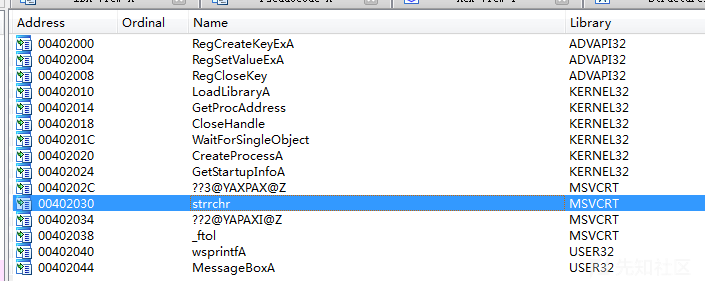 Address Ordinal Name Library
00402000 RegCreateKeyExA ADVAPI32
00402004 RegSetValueExA ADVAPI32
00402008 RegCloseKey ADVAPI32
00402010 LoadLibraryA KERNEL32
00402014 GetProcAddress KERNEL32
00402018 CloseHandle KERNEL32
0040201C WaitForSingleObject KERNEL32
00402020 CreateProcessA KERNEL32
00402024 GetStartupInfoA KERNEL32
0040202C ??3@YAXPAX@Z MSVCRT
00402030 strrchr MSVCRT
00402034 ??2@YAPAXI@Z MSVCRT
00402038 _ftol MSVCRT
00402040 wsprintfA USER32
00402044 MessageBoxA USER32
先知社区